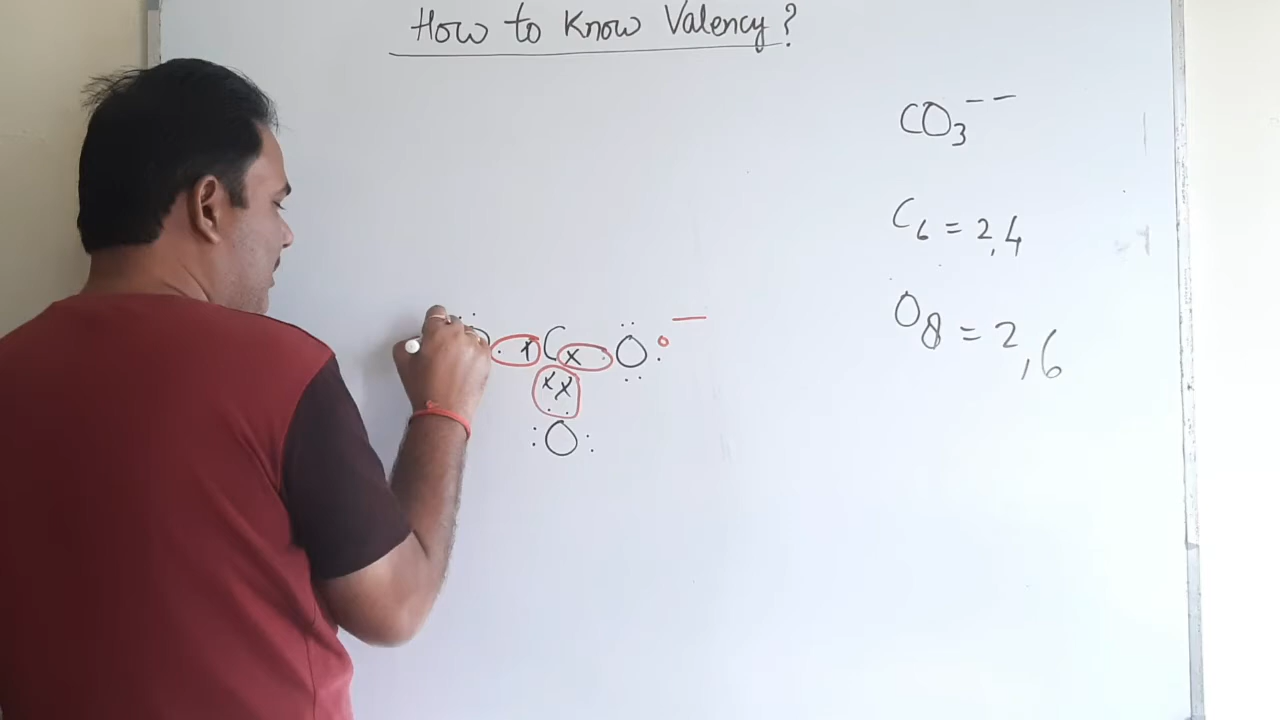 How to Know Valency?
CO₃⁻⁻
C₆ = 2,4
O₈ = 2,6
C x O
x x
O